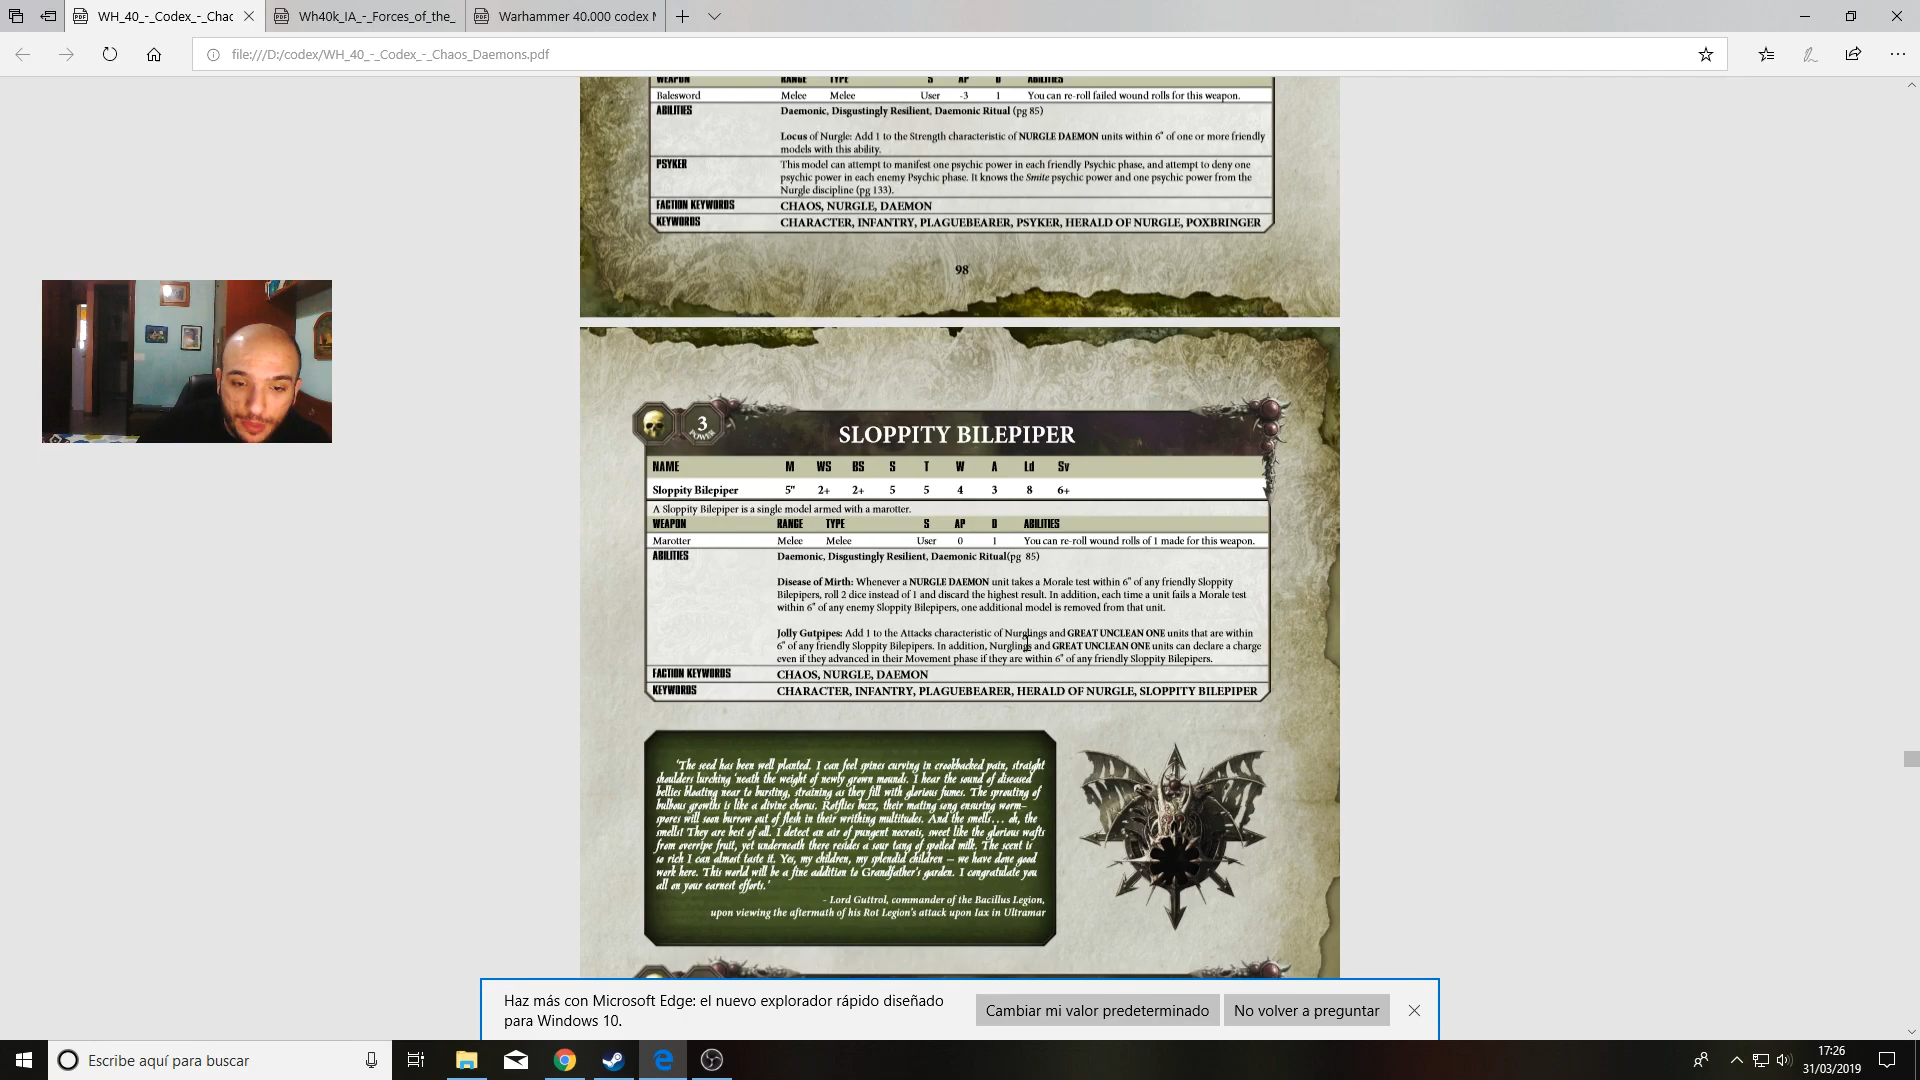 WH_40_-_Codex_-_Chac
Wh40k_IA_-_Forces_of_the_
Warhammer 40.000 codex N
file:///D:/codex/WH_40_-_Codex_-_Chaos_Daemons.pdf
WEAPON RANGE TYPE S AP D ABILITIES
Balesword Melee Melee User -3 1 You can re-roll failed wound rolls for this weapon.
ABILITIES Daemonic, Disgustingly Resilient, Daemonic Ritual (pg 85)
Locus of Nurgle: Add 1 to the Strength characteristic of NURGLE DAEMON units within 6" of one or more friendly
models with this ability.
PSYKER This model can attempt to manifest one psychic power in each friendly Psychic phase, and attempt to deny one
psychic power in each enemy Psychic phase. It knows the Smite psychic power and one psychic power from the
Nurgle discipline (pg 133).
FACTION KEYWORDS CHAOS, NURGLE, DAEMON
KEYWORDS CHARACTER, INFANTRY, PLAGUEBEARER, PSYKER, HERALD OF NURGLE, POXBRINGER
98
3
POWER
SLOPPITY BILEPIPER
NAME M WS BS S T W A Ld Sv
Sloppity Bilepiper 5" 2+ 2+ 5 5 4 3 8 6+
A Sloppity Bilepiper is a single model armed with a marotter.
WEAPON RANGE TYPE S AP D ABILITIES
Marotter Melee Melee User 0 1 You can re-roll wound rolls of 1 made for this weapon.
ABILITIES Daemonic, Disgustingly Resilient, Daemonic Ritual(pg 85)
Disease of Mirth: Whenever a NURGLE DAEMON unit takes a Morale test within 6" of any friendly Sloppity
Bilepipers, roll 2 dice instead of 1 and discard the highest result. In addition, each time a unit fails a Morale test
within 6" of any enemy Sloppity Bilepipers, one additional model is removed from that unit.
Jolly Gutpipes: Add 1 to the Attacks characteristic of Nurglings and GREAT UNCLEAN ONE units that are within
6" of any friendly Sloppity Bilepipers. In addition, Nurglings and GREAT UNCLEAN ONE units can declare a charge
even if they advanced in their Movement phase if they are within 6" of any friendly Sloppity Bilepipers.
FACTION KEYWORDS CHAOS, NURGLE, DAEMON
KEYWORDS CHARACTER, INFANTRY, PLAGUEBEARER, HERALD OF NURGLE, SLOPPITY BILEPIPER
'The seed has been well planted. I can feel spines curving in crookbacked pain, straight
shoulders lurching 'neath the weight of newly grown mounds. I hear the sound of diseased
bellies bloating near to bursting, straining as they fill with glorious fumes. The sprouting of
bulbous growths is like a divine chorus. Rotflies buzz, their mating song ensuring worm-
spores will soon burrow out of flesh in their writhing multitudes. And the smells... oh, the
smells! They are best of all. I detect an air of pungent necrosis, sweet like the glorious wafts
from overripe fruit, yet underneath there resides a sour tang of spoiled milk. The scent is
so rich I can almost taste it. Yes, my children, my splendid children – we have done good
work here. This world will be a fine addition to Grandfather's garden. I congratulate you
all on your earnest efforts.'
- Lord Guttrol, commander of the Bacillus Legion,
upon viewing the aftermath of his Rot Legion's attack upon Iax in Ultramar
Haz más con Microsoft Edge: el nuevo explorador rápido diseñado
para Windows 10.
Cambiar mi valor predeterminado
No volver a preguntar
Escribe aquí para buscar
17:26
31/03/2019